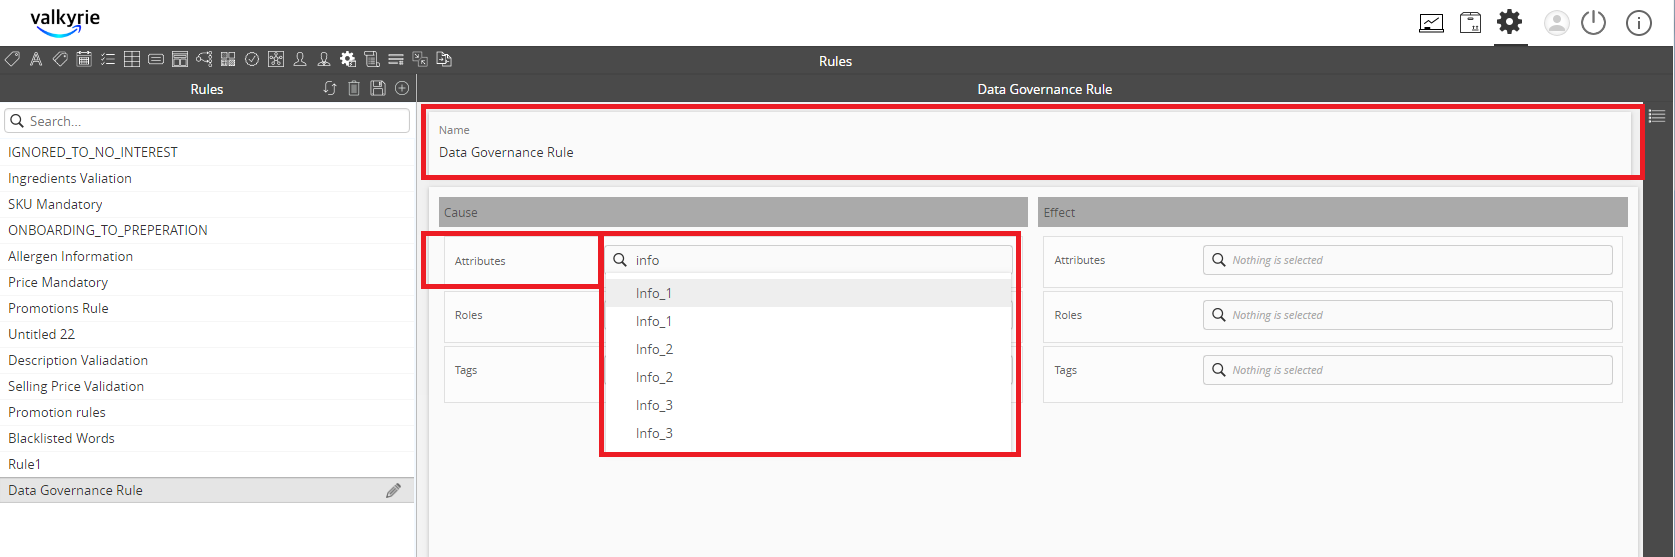 valkyrie
Rules
Rules
Data Governance Rule
Search...
IGNORED_TO_NO_INTEREST
Ingredients Valiation
SKU Mandatory
ONBOARDING_TO_PREPERATION
Allergen Information
Price Mandatory
Promotions Rule
Untitled 22
Description Valiadation
Selling Price Validation
Promotion rules
Blacklisted Words
Rule1
Data Governance Rule
Name
Data Governance Rule
Cause
Attributes
info
Info_1
Info_1
Info_2
Info_2
Info_3
Info_3
Roles
Tags
Effect
Attributes
Nothing is selected
Roles
Nothing is selected
Tags
Nothing is selected